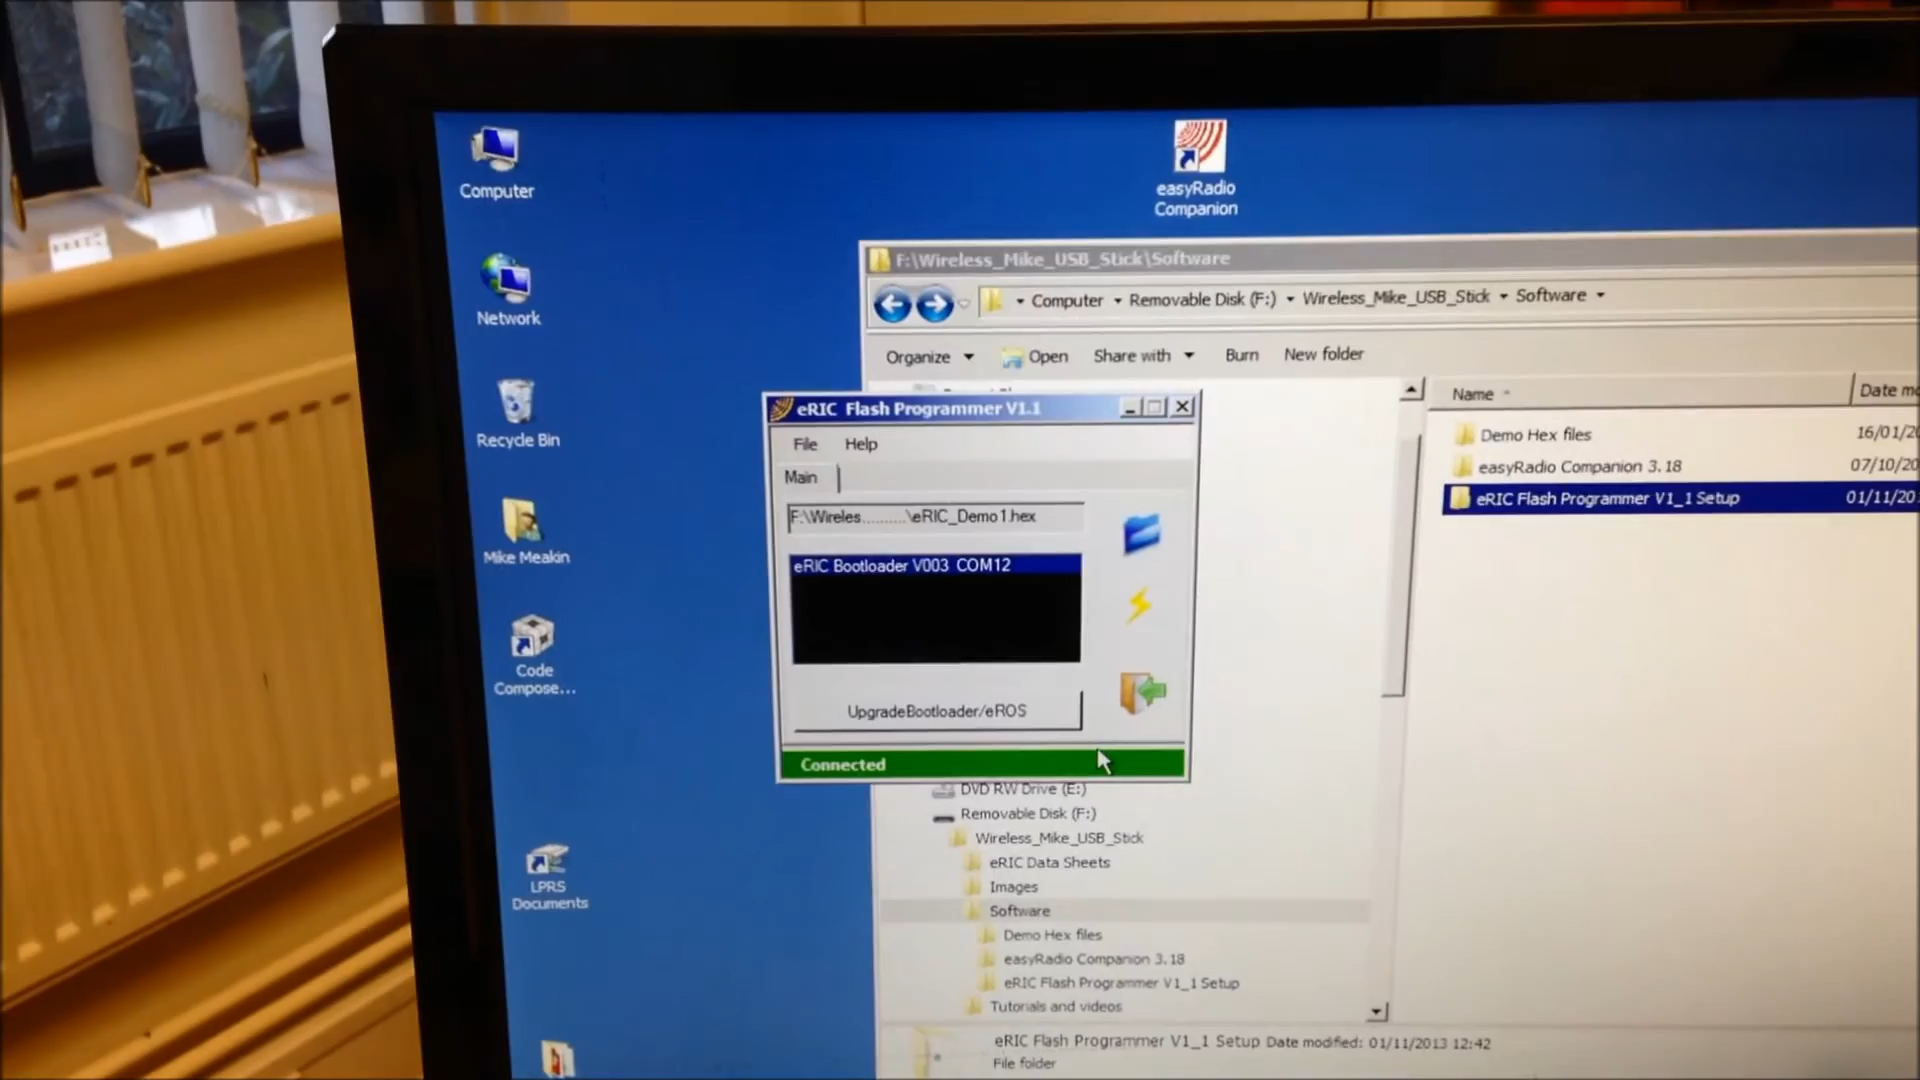 Computer
Network
Recycle Bin
Mike Meakin
Code
Compose...
LPRS
Documents
easyRadio
Companion
F:\Wireless_Mike_USB_Stick\Software
Computer Removable Disk (F:) Wireless_Mike_USB_Stick Software
Organize Open Share with Burn New folder
Name Date mo
Demo Hex files 16/01/20
easyRadio Companion 3.18 07/10/20
eRIC Flash Programmer V1_1 Setup 01/11/201
eRIC Flash Programmer V1.1
File Help
Main
F:\Wireles..........\eRIC_Demo1.hex
eRIC Bootloader V003 COM12
UpgradeBootloader/eROS
Connected
DVD RW Drive (E:)
Removable Disk (F:)
Wireless_Mike_USB_Stick
eRIC Data Sheets
Images
Software
Demo Hex files
easyRadio Companion 3.18
eRIC Flash Programmer V1_1 Setup
Tutorials and videos
eRIC Flash Programmer V1_1 Setup Date modified: 01/11/2013 12:42
File folder